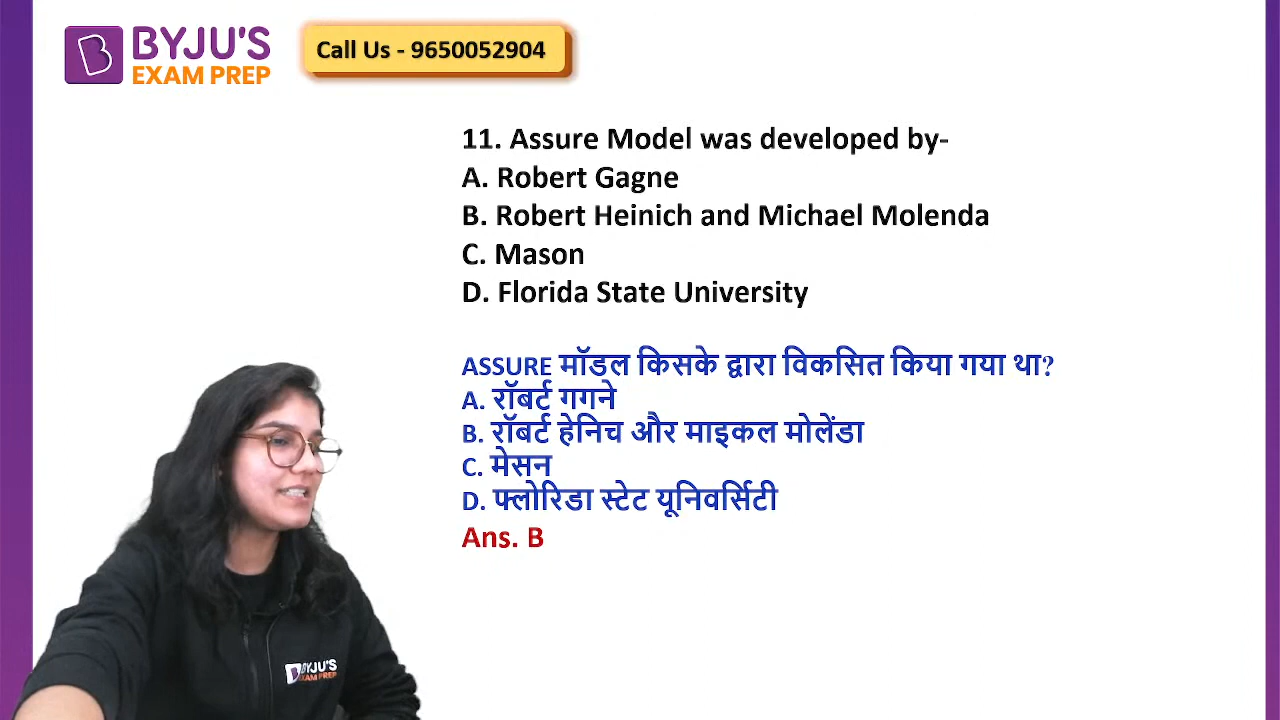 BYJU'S
EXAM PREP
Call Us - 9650052904
11. Assure Model was developed by-
A. Robert Gagne
B. Robert Heinich and Michael Molenda
C. Mason
D. Florida State University
ASSURE मॉडल किसके द्वारा विकसित किया गया था?
A. रॉबर्ट गगने
B. रॉबर्ट हेनिच और माइकल मोलेंडा
C. मेसन
D. फ्लोरिडा स्टेट यूनिवर्सिटी
Ans. B
BYJU'S
EXAM PREP